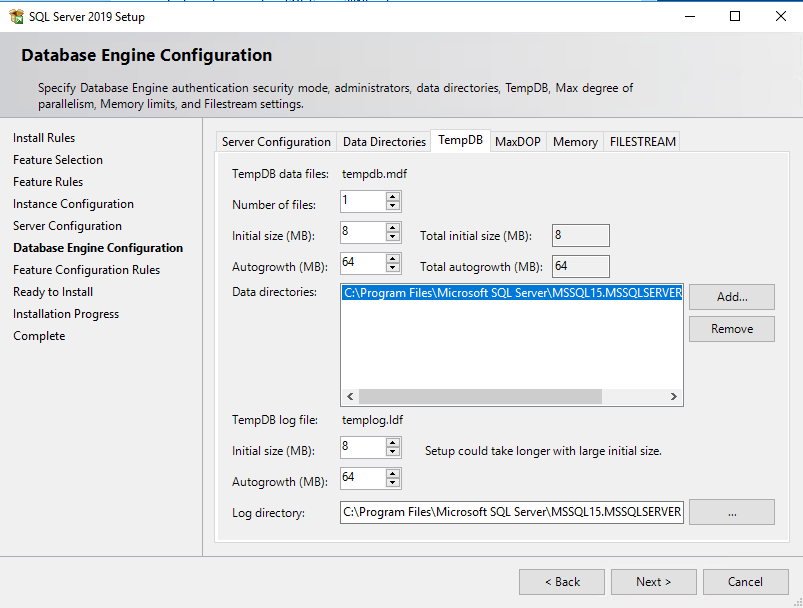 SQL Server 2019 Setup
Database Engine Configuration
Specify Database Engine authentication security mode, administrators, data directories, TempDB, Max degree of
parallelism, Memory limits, and Filestream settings.
Install Rules
Feature Selection
Feature Rules
Instance Configuration
Server Configuration
Database Engine Configuration
Feature Configuration Rules
Ready to Install
Installation Progress
Complete
Server Configuration Data Directories TempDB MaxDOP Memory FILESTREAM
TempDB data files: tempdb.mdf
Number of files: 1
Initial size (MB): 8 Total initial size (MB): 8
Autogrowth (MB): 64 Total autogrowth (MB): 64
Data directories: C:\Program Files\Microsoft SQL Server\MSSQL15.MSSQLSERVER Add...
Remove
TempDB log file: templog.ldf
Initial size (MB): 8 Setup could take longer with large initial size.
Autogrowth (MB): 64
Log directory: C:\Program Files\Microsoft SQL Server\MSSQL15.MSSQLSERVER ...
< Back Next > Cancel